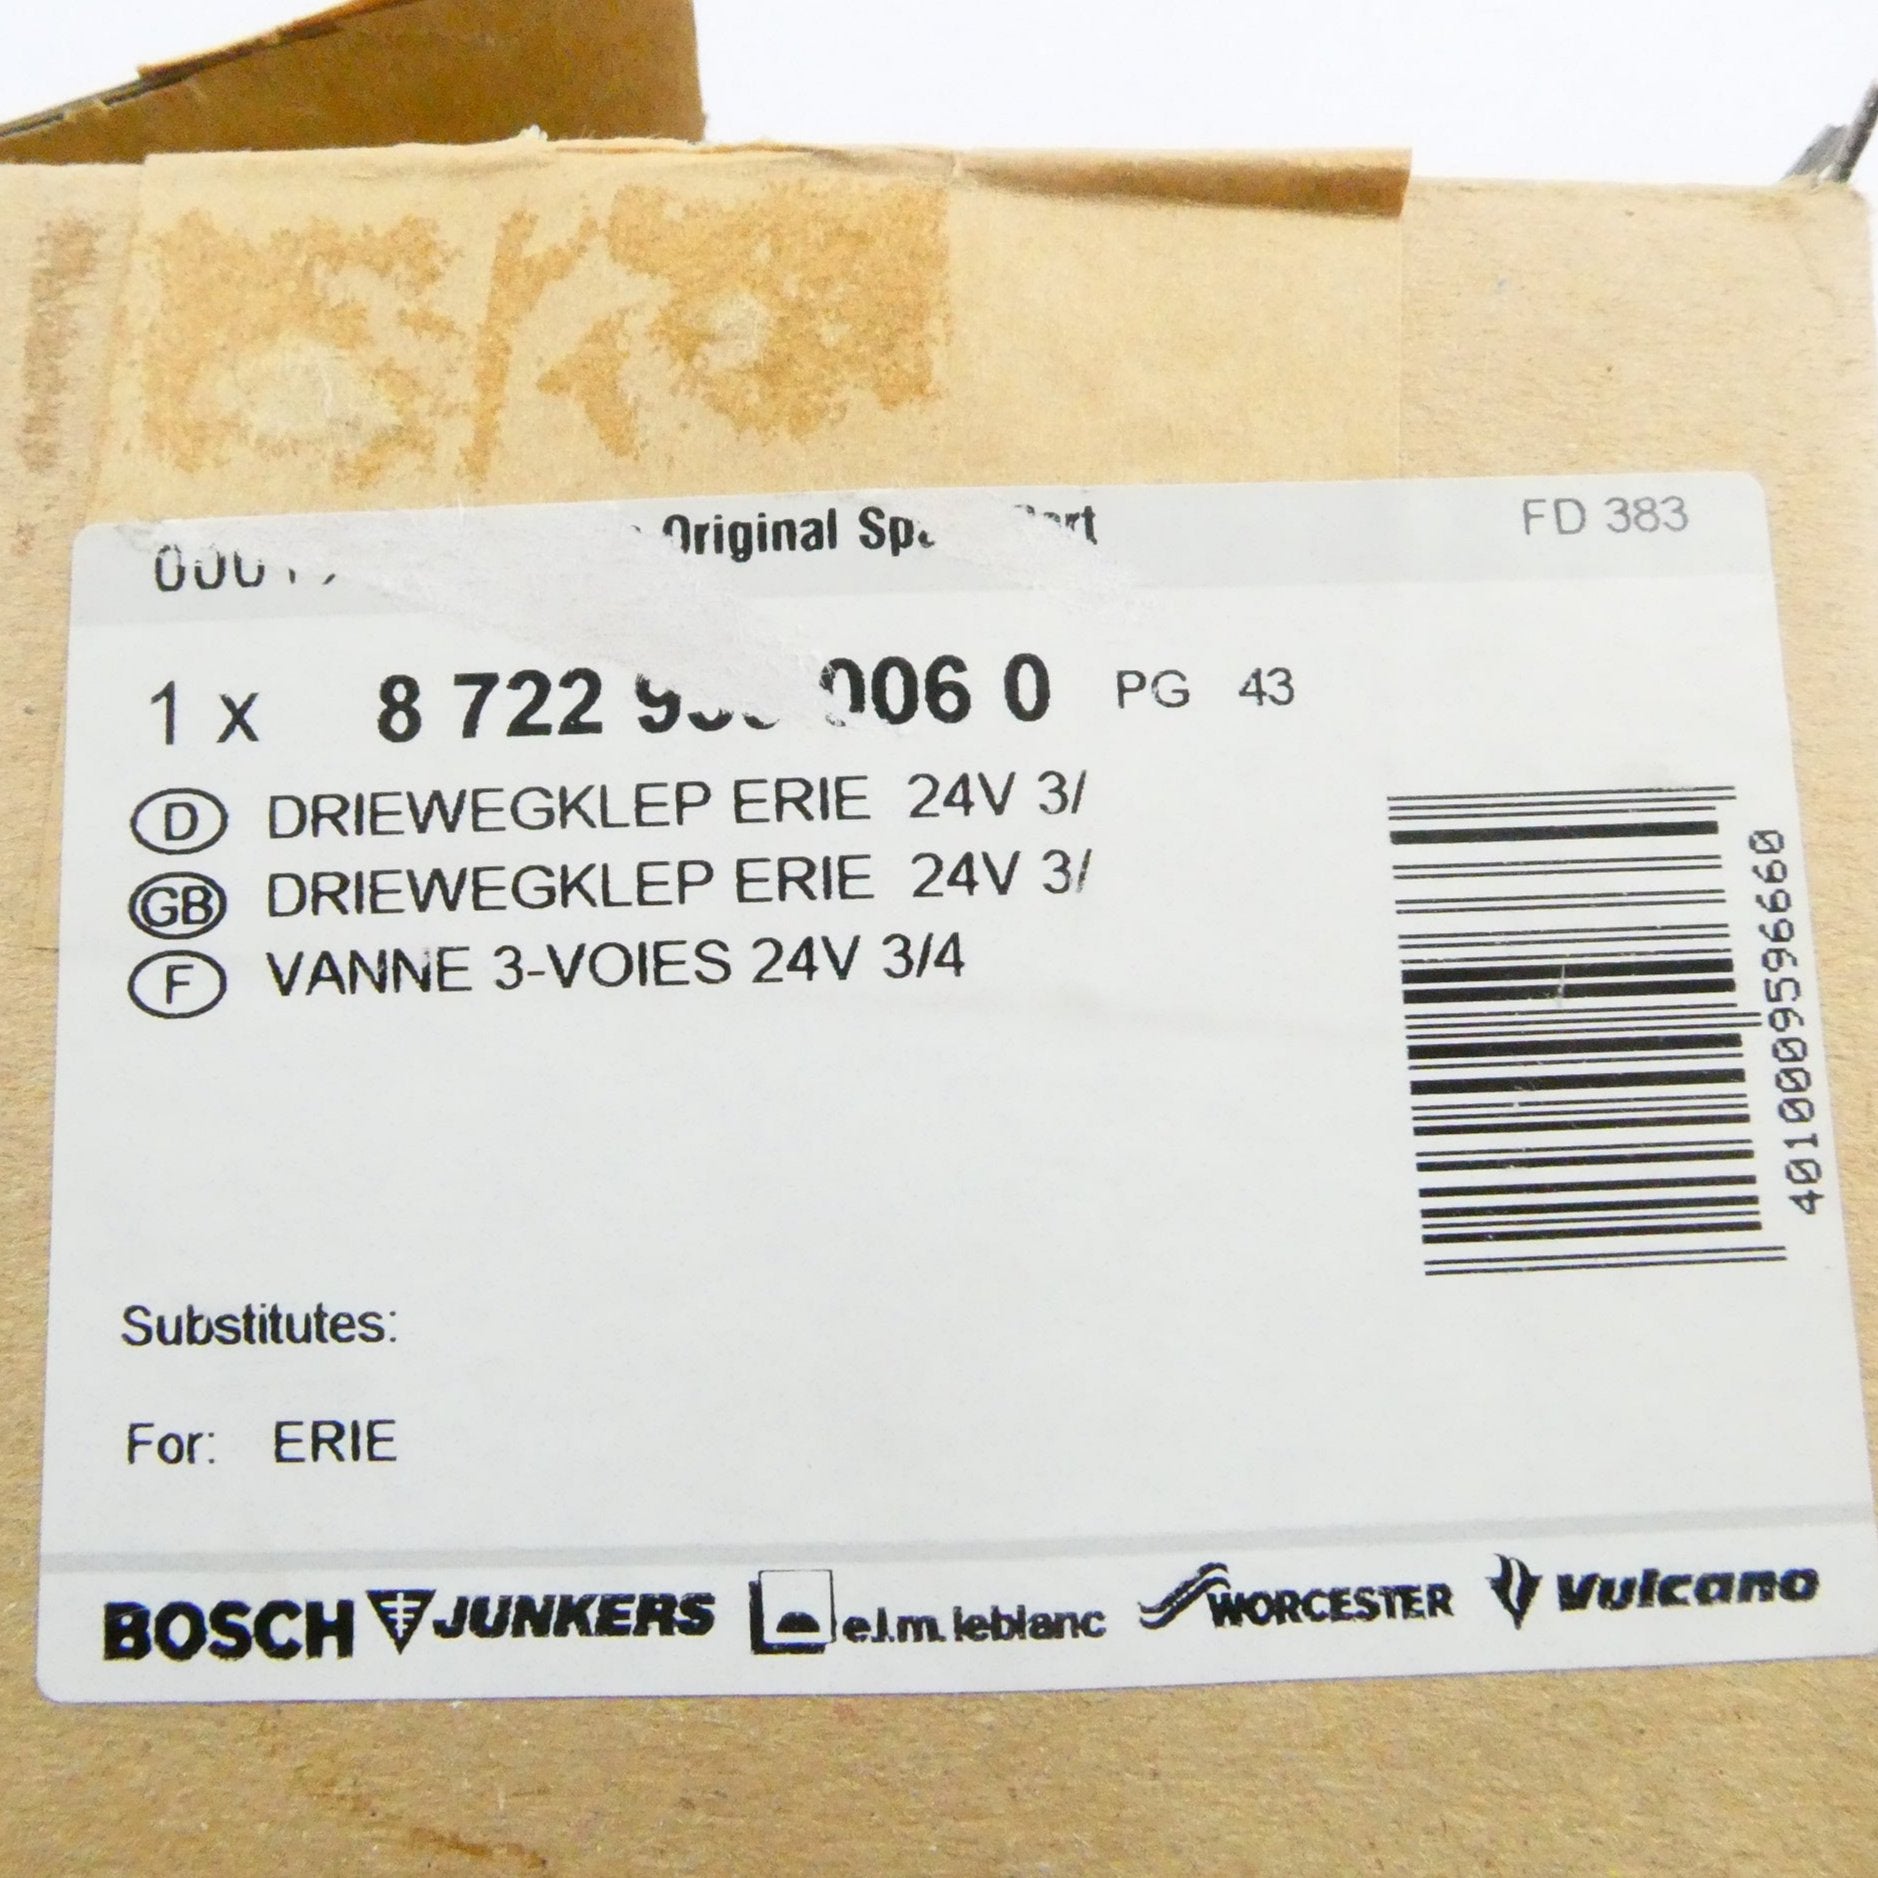 Original
FD 383
1 x 8 722 006 0 PG 43
D DRIEWEGKLEP ERIE 24V 3/
GB DRIEWEGKLEP ERIE 24V 3/
F VANNE 3-VOIES 24V 3/4
4010009596660
Substitutes:
For: ERIE
BOSCH JUNKERS e.l.m. leblanc WORCESTER Vulcano